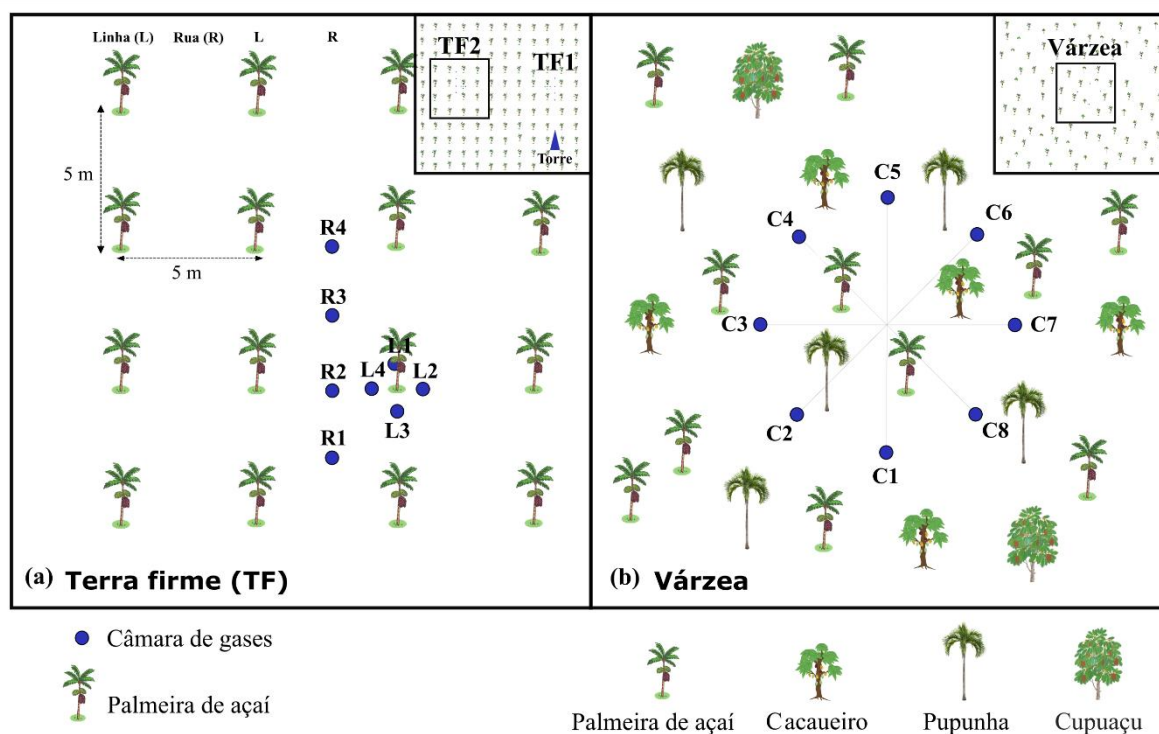 Linha (L) Rua (R) L R
TF2
TF1
Torre
5 m
5 m
R4
R3
R2
R1
L1
L4 L2
L3
(a) Terra firme (TF)
Várzea
C5
C4
C6
C3
C7
C2
C8
C1
(b) Várzea
Câmara de gases
Palmeira de açaí
Palmeira de açaí Cacaueiro Pupunha Cupuaçu